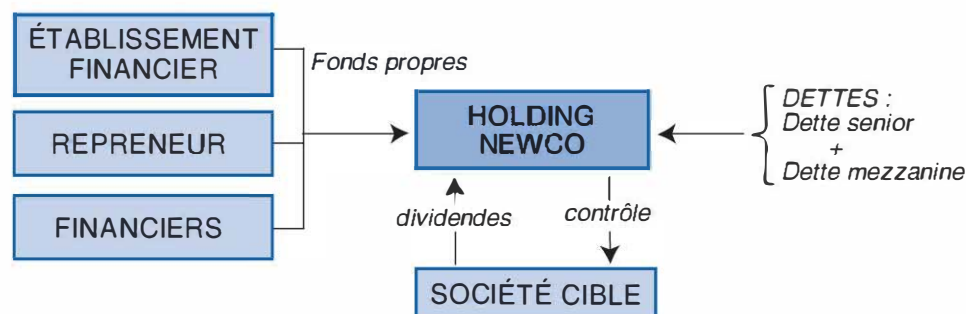 ÉTABLISSEMENT
FINANCIER
REPRENEUR
FINANCIERS
Fonds propres
HOLDING
NEWCO
DETTES :
Dette senior
+
Dette mezzanine
dividendes
contrôle
SOCIÉTÉ CIBLE